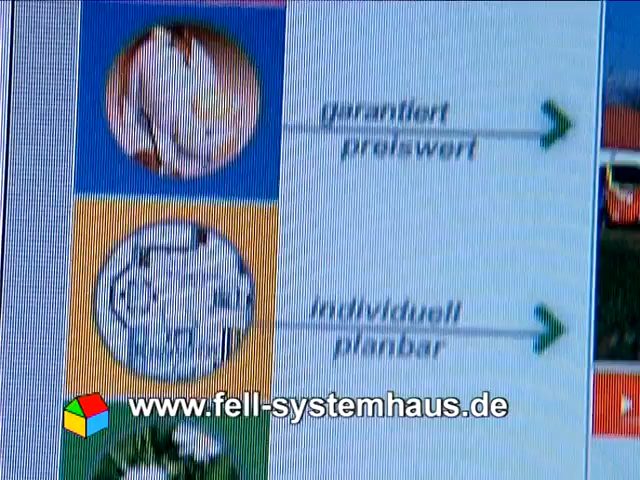 garantiert
preiswert
individuell
planbar
www.fell-systemhaus.de